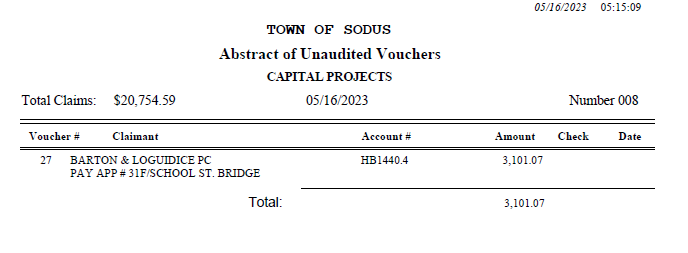 05/16/2023 05:15:09
TOWN OF SODUS
Abstract of Unaudited Vouchers
CAPITAL PROJECTS
Total Claims: $20,754.59 05/16/2023 Number 008
Voucher # Claimant Account # Amount Check Date
27 BARTON & LOGUIDICE PC HB1440.4 3,101.07
PAY APP # 31F/SCHOOL ST. BRIDGE
Total: 3,101.07